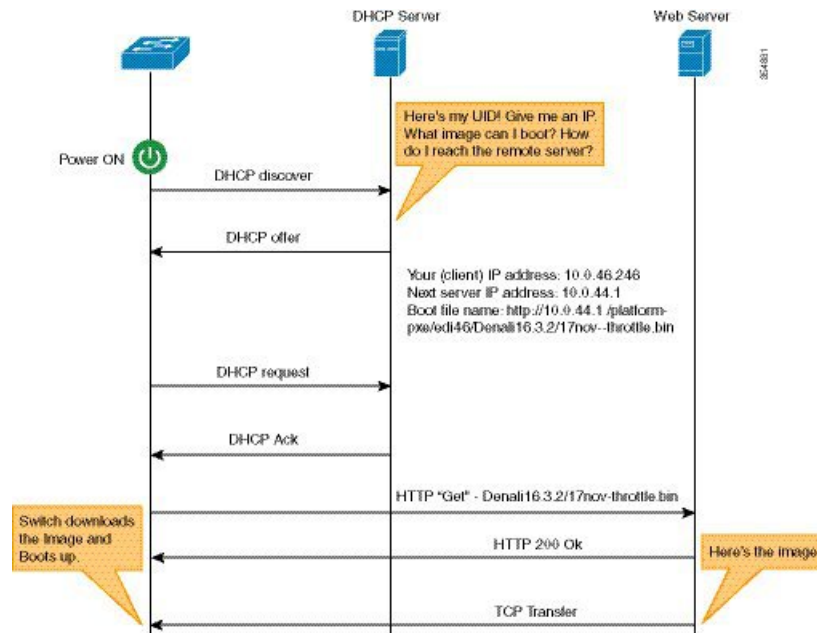 DHCP Server
Web Server
354831
Here's my UID! Give me an IP.
What image can I boot? How
do I reach the remote server?
Power ON
DHCP discover
DHCP offer
Your (client) IP address: 10.0.46.246
Next server IP address: 10.0.44.1
Boot file name: http://10.0.44.1 /platform-
pxe/edi46/Denali16.3.2/17nov--throttle.bin
DHCP request
DHCP Ack
HTTP "Get" - Denali16.3.2/17nov-throttle.bin
Switch downloads
the Image and
Boots up.
HTTP 200 Ok
Here's the image
TCP Transfer